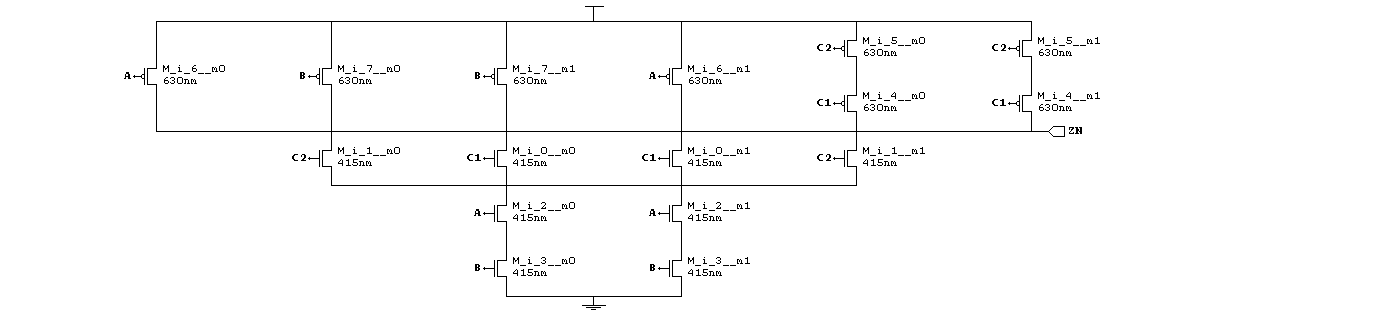 C2 M_i_5__m0
630nm
C2 M_i_5__m1
630nm
A M_i_6__m0
630nm
B M_i_7__m0
630nm
B M_i_7__m1
630nm
A M_i_6__m1
630nm
C1 M_i_4__m0
630nm
C1 M_i_4__m1
630nm
ZN
C2 M_i_1__m0
415nm
C1 M_i_0__m0
415nm
C1 M_i_0__m1
415nm
C2 M_i_1__m1
415nm
A M_i_2__m0
415nm
A M_i_2__m1
415nm
B M_i_3__m0
415nm
B M_i_3__m1
415nm